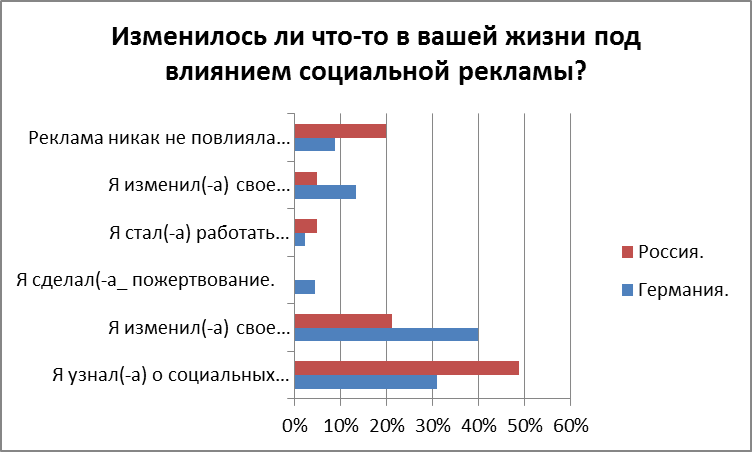 Изменилось ли что-то в вашей жизни под
влиянием социальной рекламы?
Реклама никак не повлияла...
Я изменил(-а) свое...
Я стал(-а) работать...
Я сделал(-а_ пожертвование.
Я изменил(-а) свое...
Я узнал(-а) о социальных...
0% 10% 20% 30% 40% 50% 60%
Россия.
Германия.